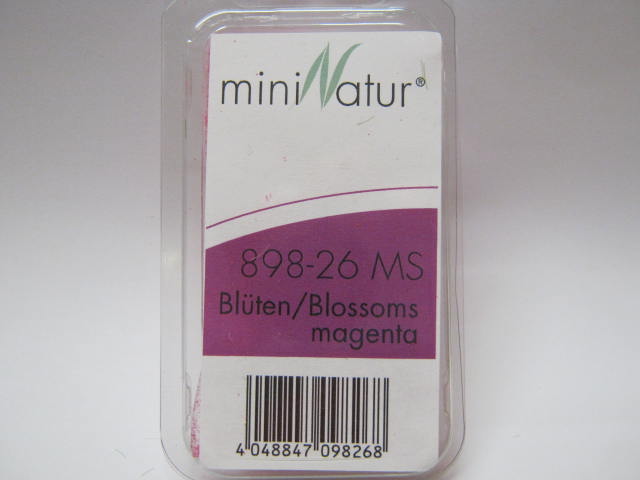 miniNatur®
898-26 MS
Blüten/Blossoms
magenta
4 048847 098268